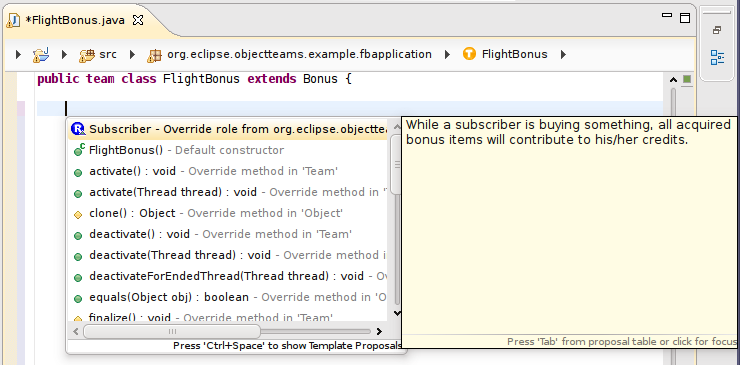 *FlightBonus.java
src org.eclipse.objectteams.example.fbapplication FlightBonus
public team class FlightBonus extends Bonus {
Subscriber - Override role from org.eclipse.objectte
FlightBonus() - Default constructor
activate() : void - Override method in 'Team'
activate(Thread thread) : void - Override method in 'Team'
clone() : Object - Override method in 'Object'
deactivate() : void - Override method in 'Team'
deactivate(Thread thread) : void - Override method i
deactivateForEndedThread(Thread thread) : void - O
equals(Object obj) : boolean - Override method in 'O
finalize() : void - Override method in 'Team'
Press 'Ctrl+Space' to show Template Proposals
While a subscriber is buying something, all acquired
bonus items will contribute to his/her credits.
Press 'Tab' from proposal table or click for focus